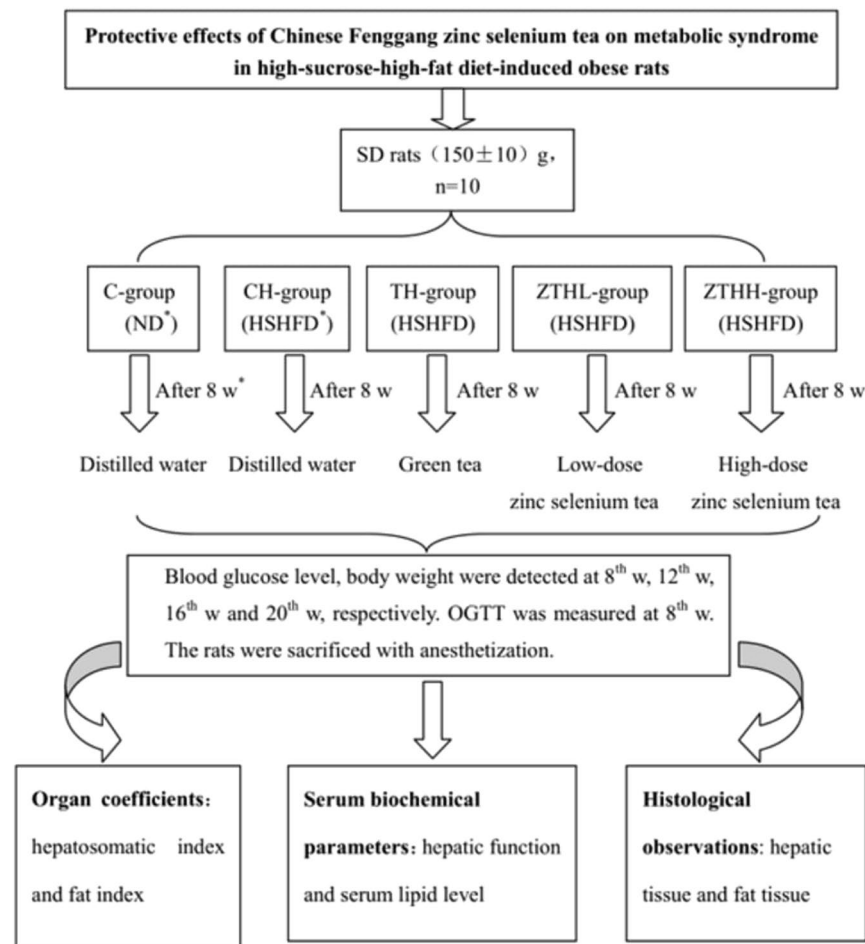 Protective effects of Chinese Fenggang zinc selenium tea on metabolic syndrome
in high-sucrose-high-fat diet-induced obese rats
SD rats（150±10）g，
n=10
C-group
(ND*)
CH-group
(HSHFD*)
TH-group
(HSHFD)
ZTHL-group
(HSHFD)
ZTHH-group
(HSHFD)
After 8 w*
After 8 w
After 8 w
After 8 w
After 8 w
Distilled water
Distilled water
Green tea
Low-dose
zinc selenium tea
High-dose
zinc selenium tea
Blood glucose level, body weight were detected at 8th w, 12th w,
16th w and 20th w, respectively. OGTT was measured at 8th w.
The rats were sacrificed with anesthetization.
Organ coefficients：
hepatosomatic index
and fat index
Serum biochemical
parameters: hepatic function
and serum lipid level
Histological
observations: hepatic
tissue and fat tissue